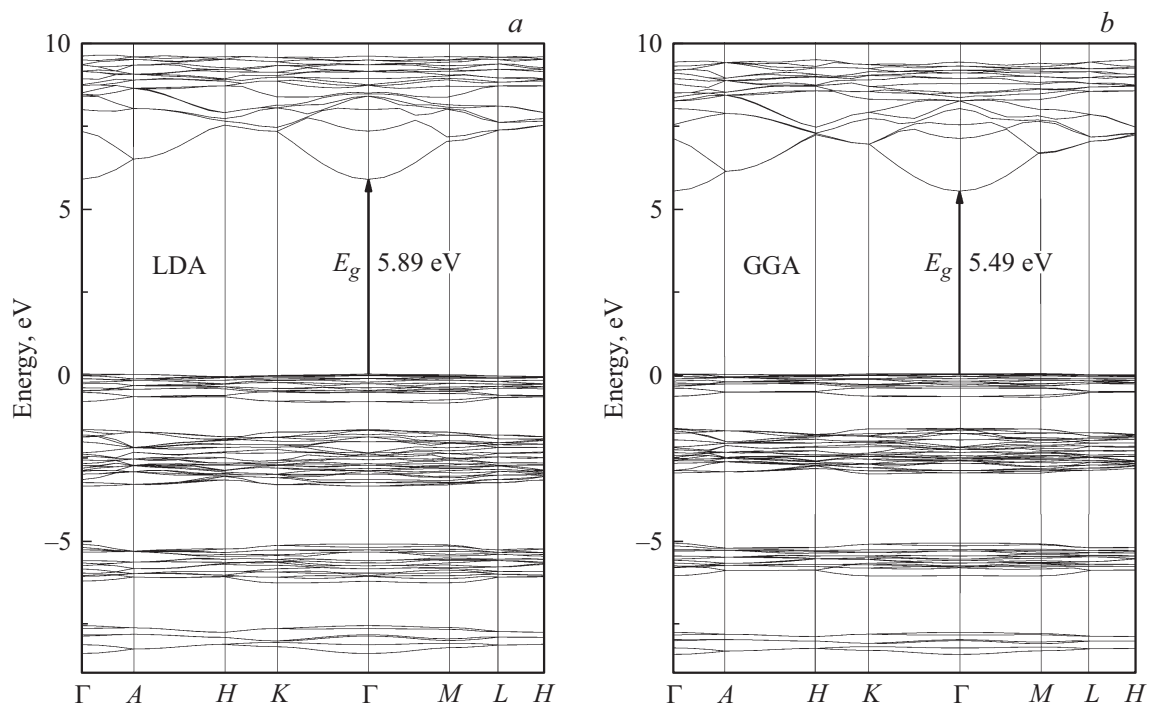 a
b
10
5
0
−5
Energy, eV
LDA
E_g 5.89 eV
Γ A H K Γ M L H
10
5
0
−5
Energy, eV
GGA
E_g 5.49 eV
Γ A H K Γ M L H